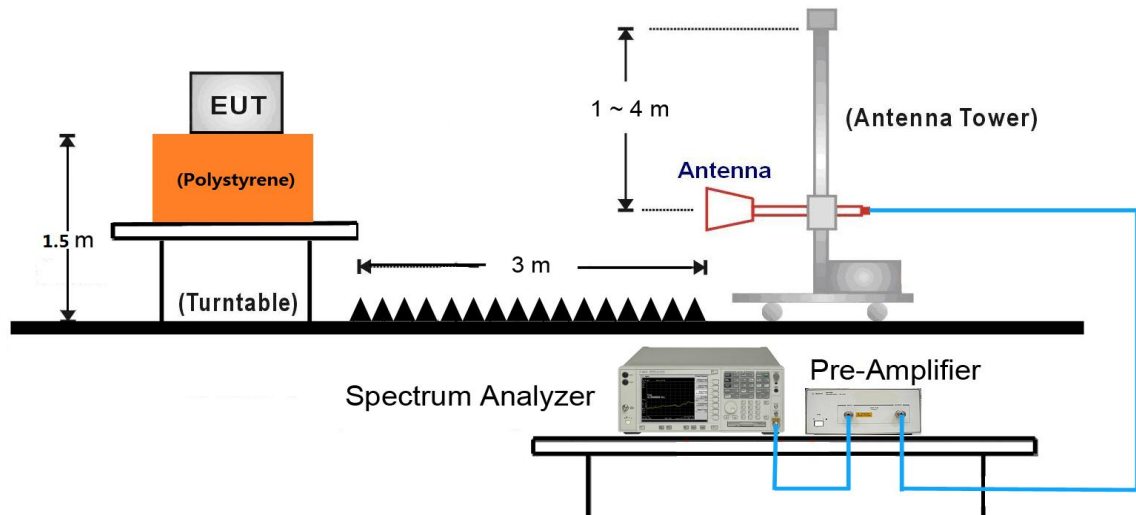 EUT
(Polystyrene)
1.5 m
(Turntable)
3 m
1 ~ 4 m
Antenna
(Antenna Tower)
Spectrum Analyzer
Pre-Amplifier